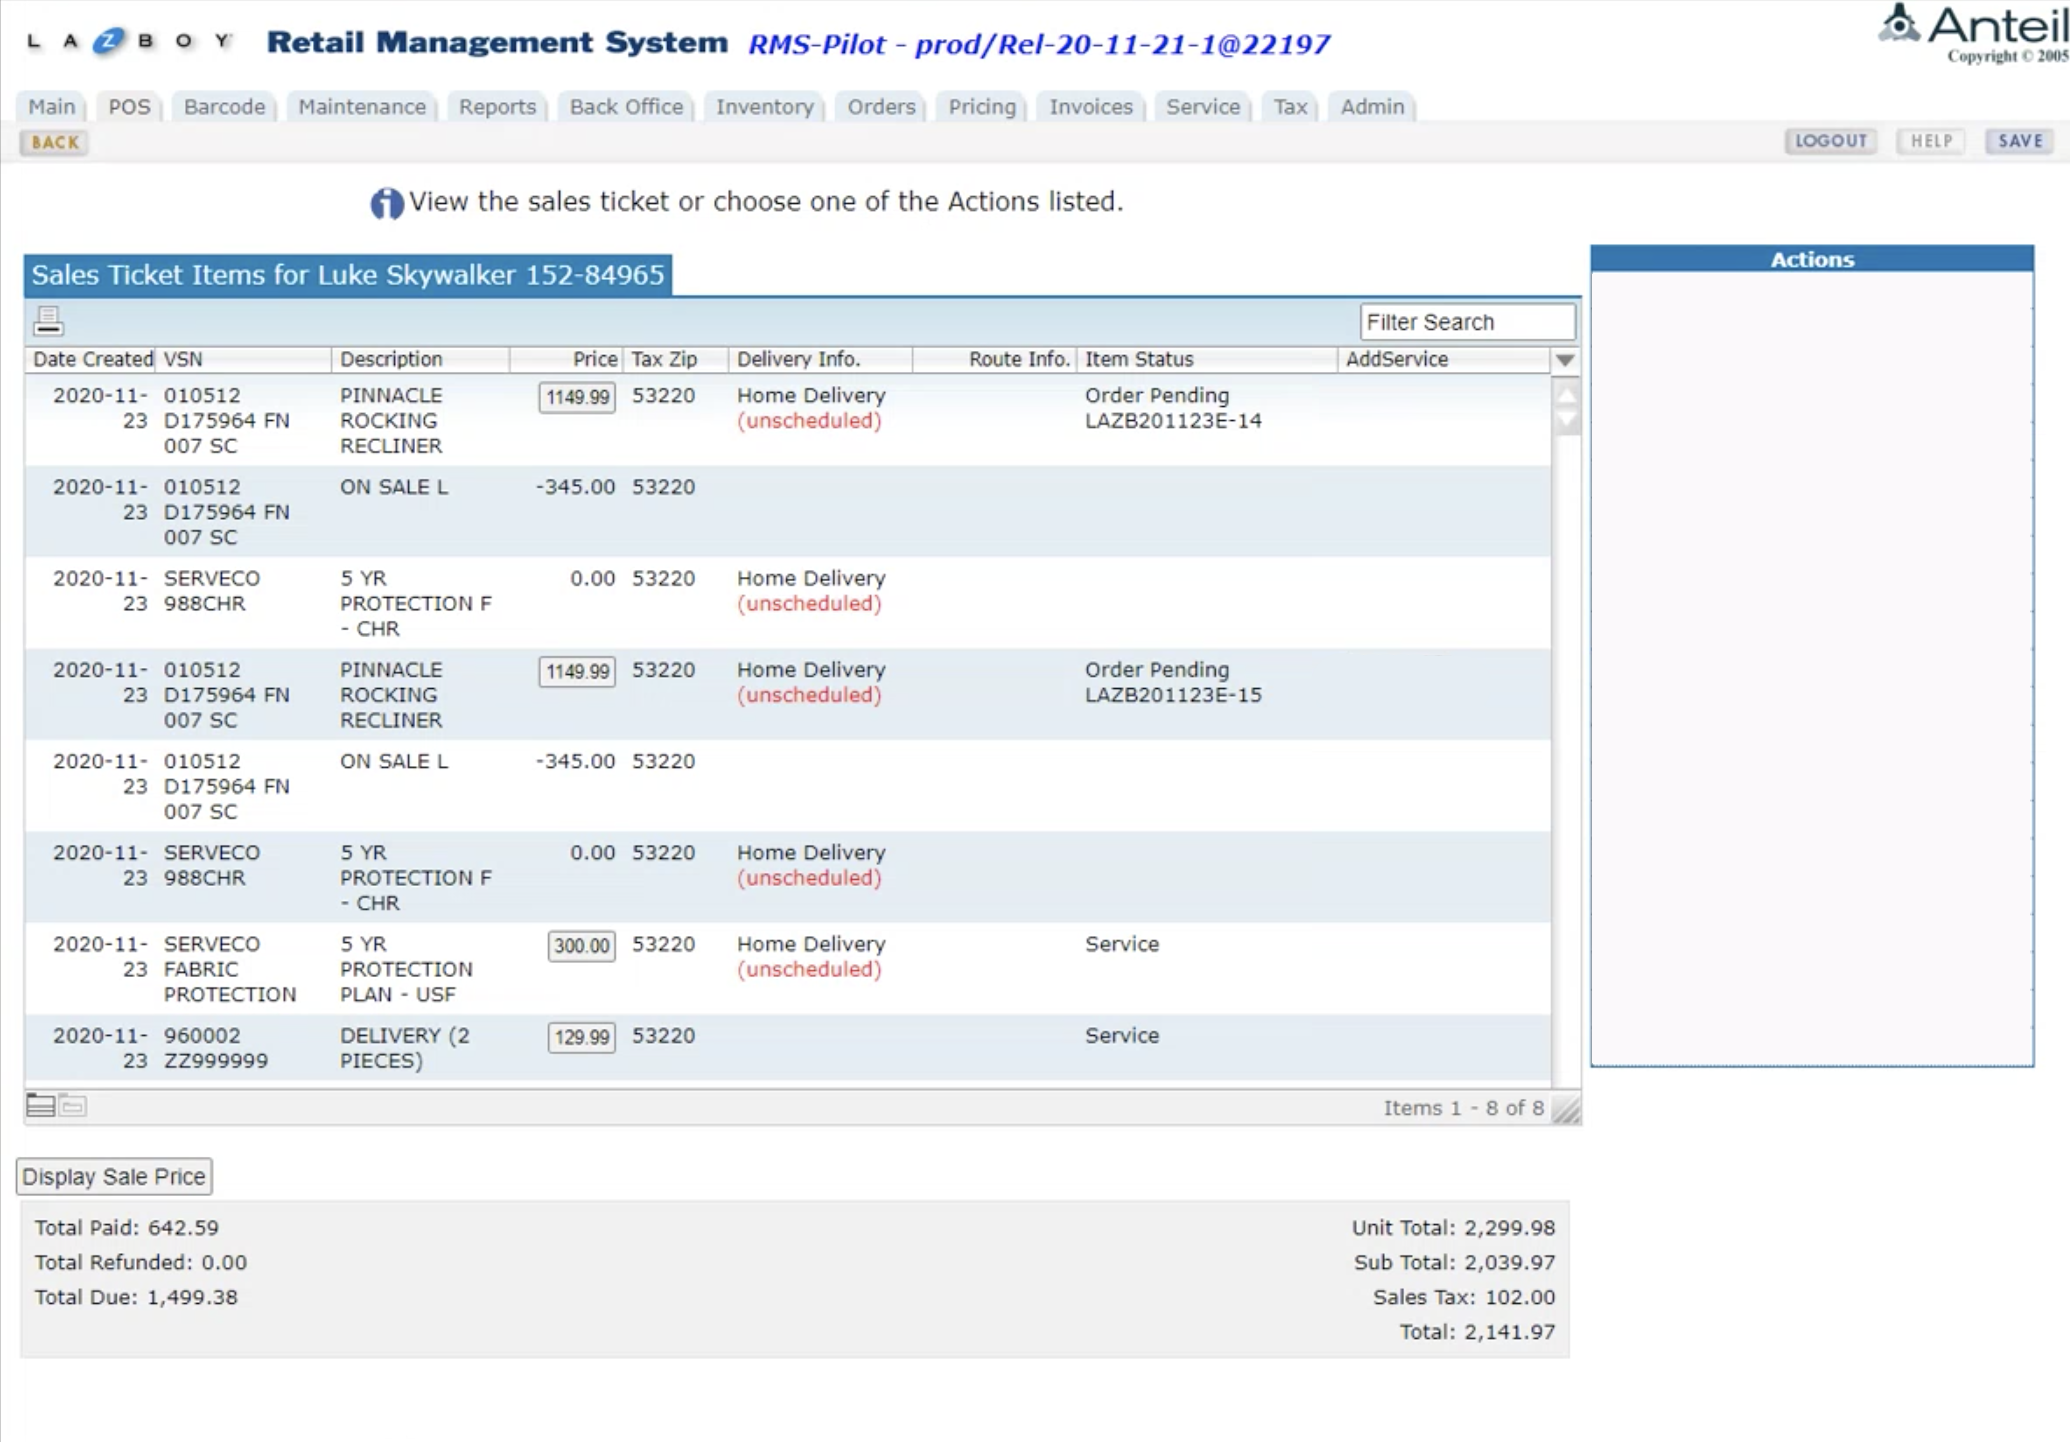 LAZBOY Retail Management System RMS-Pilot - prod/Rel-20-11-21-1@22197
Anteil
Copyright © 2005
Main POS Barcode Maintenance Reports Back Office Inventory Orders Pricing Invoices Service Tax Admin
BACK LOGOUT HELP SAVE
View the sales ticket or choose one of the Actions listed.
Sales Ticket Items for Luke Skywalker 152-84965
Actions
Filter Search
Date Created VSN Description Price Tax Zip Delivery Info. Route Info. Item Status AddService
2020-11- 010512 PINNACLE 1149.99 53220 Home Delivery Order Pending
23 D175964 FN ROCKING (unscheduled) LAZB201123E-14
007 SC RECLINER
2020-11- 010512 ON SALE L -345.00 53220
23 D175964 FN
007 SC
2020-11- SERVECO 5 YR 0.00 53220 Home Delivery
23 988CHR PROTECTION F (unscheduled)
- CHR
2020-11- 010512 PINNACLE 1149.99 53220 Home Delivery Order Pending
23 D175964 FN ROCKING (unscheduled) LAZB201123E-15
007 SC RECLINER
2020-11- 010512 ON SALE L -345.00 53220
23 D175964 FN
007 SC
2020-11- SERVECO 5 YR 0.00 53220 Home Delivery
23 988CHR PROTECTION F (unscheduled)
- CHR
2020-11- SERVECO 5 YR 300.00 53220 Home Delivery Service
23 FABRIC PROTECTION (unscheduled)
PROTECTION PLAN - USF
2020-11- 960002 DELIVERY (2 129.99 53220 Service
23 ZZ999999 PIECES)
Items 1 - 8 of 8
Display Sale Price
Total Paid: 642.59 Unit Total: 2,299.98
Total Refunded: 0.00 Sub Total: 2,039.97
Total Due: 1,499.38 Sales Tax: 102.00
Total: 2,141.97